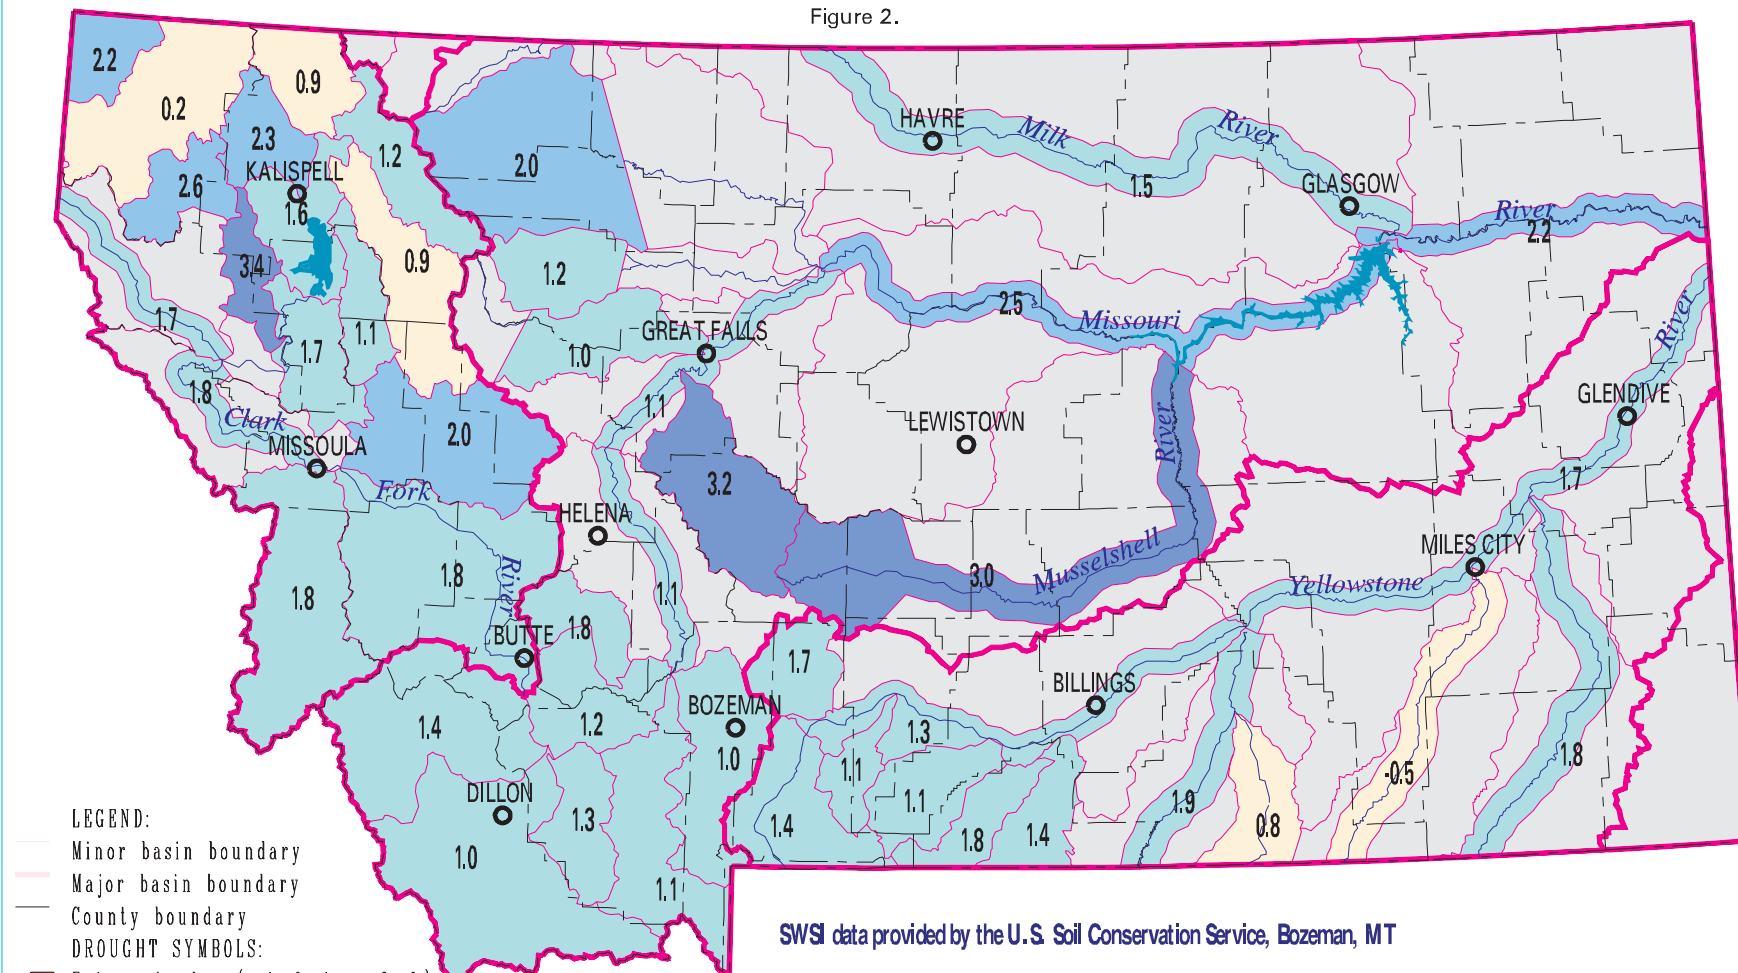 Figure 2.
2.2
0.9
0.2
HAVRE
Milk
River
2.3
1.2
2.0
KALISPELL
2.6
1.5
GLASGOW
1.6
River
2.2
3.4
0.9
1.2
2.5
Missouri
River
1.7
1.7
1.1
1.0
GREAT FALLS
1.8
Clark
1.1
LEWISTOWN
River
GLENDIVE
MISSOULA
2.0
Fork
3.2
1.7
HELENA
MILES CITY
River
1.8
1.8
1.1
3.0
Musselshell
Yellowstone
BUTTE
1.8
1.7
BILLINGS
BOZEMAN
1.4
1.2
1.0
1.3
1.1
1.8
-0.5
DILLON
1.3
1.4
1.1
1.8
1.4
1.9
0.8
1.0
1.1
LEGEND:
Minor basin boundary
Major basin boundary
County boundary
DROUGHT SYMBOLS:
SWSI data provided by the U.S. Soil Conservation Service, Bozeman, MT